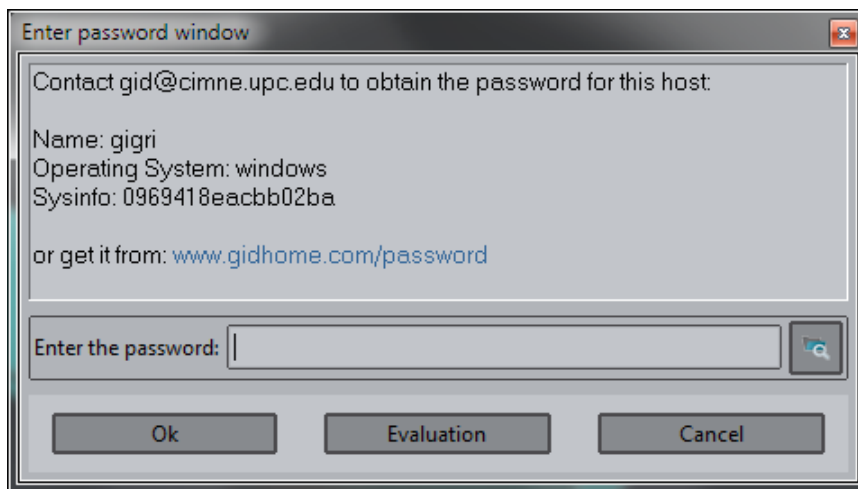 Enter password window
Contact gid@cimne.upc.edu to obtain the password for this host:
Name: gigri
Operating System: windows
Sysinfo: 0969418eacbb02ba
or get it from: www.gidhome.com/password
Enter the password:
Ok
Evaluation
Cancel